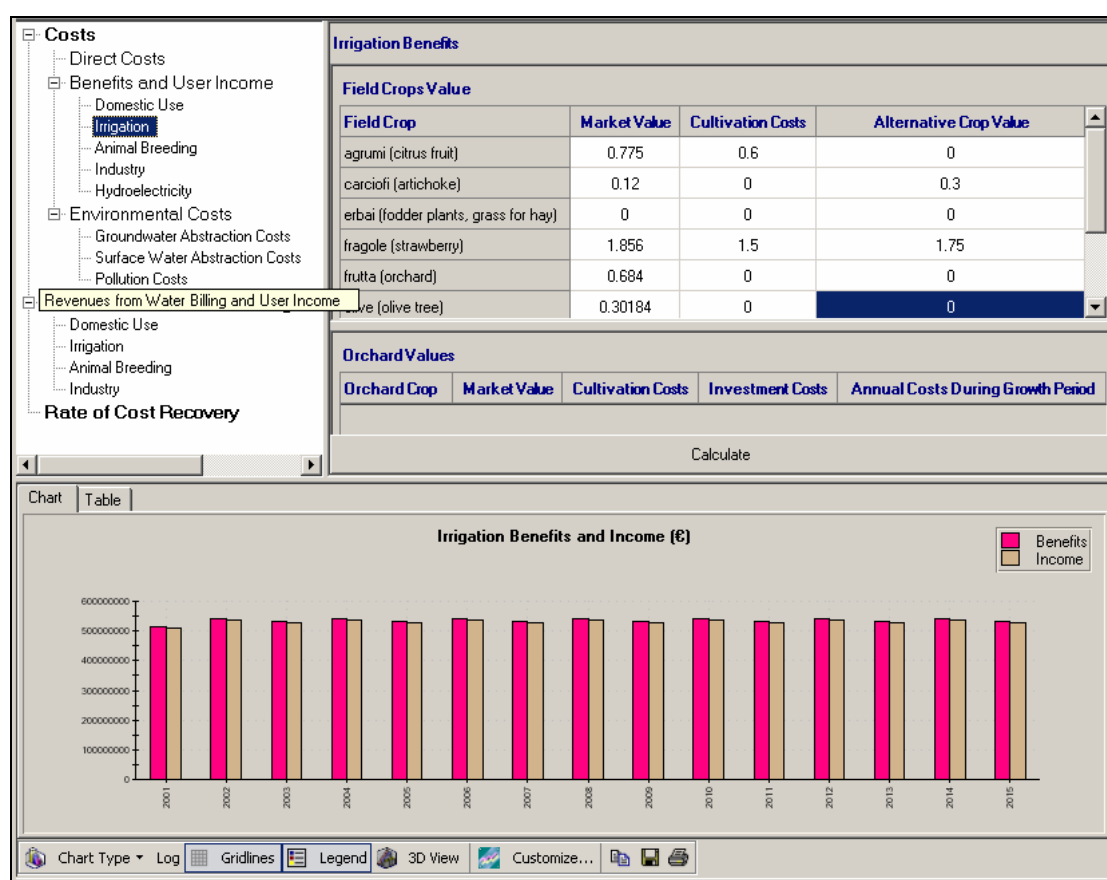 Costs
Direct Costs
Benefits and User Income
Domestic Use
Irrigation
Animal Breeding
Industry
Hydroelectricity
Environmental Costs
Groundwater Abstraction Costs
Surface Water Abstraction Costs
Pollution Costs
Revenues from Water Billing and User Income
Domestic Use
Irrigation
Animal Breeding
Industry
Rate of Cost Recovery
Irrigation Benefits
Field Crops Value
Field Crop Market Value Cultivation Costs Alternative Crop Value
agrumi (citrus fruit) 0.775 0.6 0
carciofi (artichoke) 0.12 0 0.3
erbai (fodder plants, grass for hay) 0 0 0
fragole (strawberry) 1.856 1.5 1.75
frutta (orchard) 0.684 0 0
(olive tree) 0.30184 0 0
Orchard Values
Orchard Crop Market Value Cultivation Costs Investment Costs Annual Costs During Growth Period
Calculate
Chart Table
Irrigation Benefits and Income (€)
Benefits
Income
600000000
500000000
400000000
300000000
200000000
100000000
0
2001 2002 2003 2004 2005 2006 2007 2008 2009 2010 2011 2012 2013 2014 2015
Chart Type Log Gridlines Legend 3D View Customize...